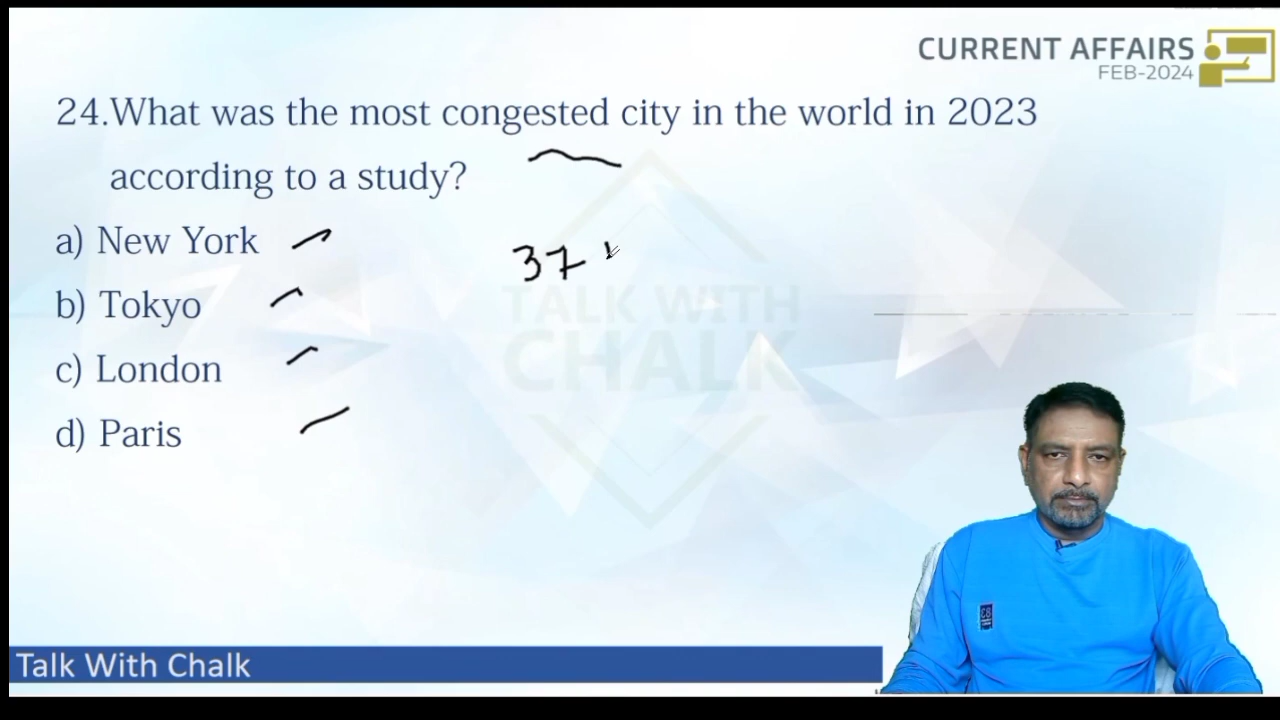 CURRENT AFFAIRS
FEB-2024
24.What was the most congested city in the world in 2023
according to a study?
a) New York
b) Tokyo
c) London
d) Paris
37
TALK WITH
CHALK
Talk With Chalk